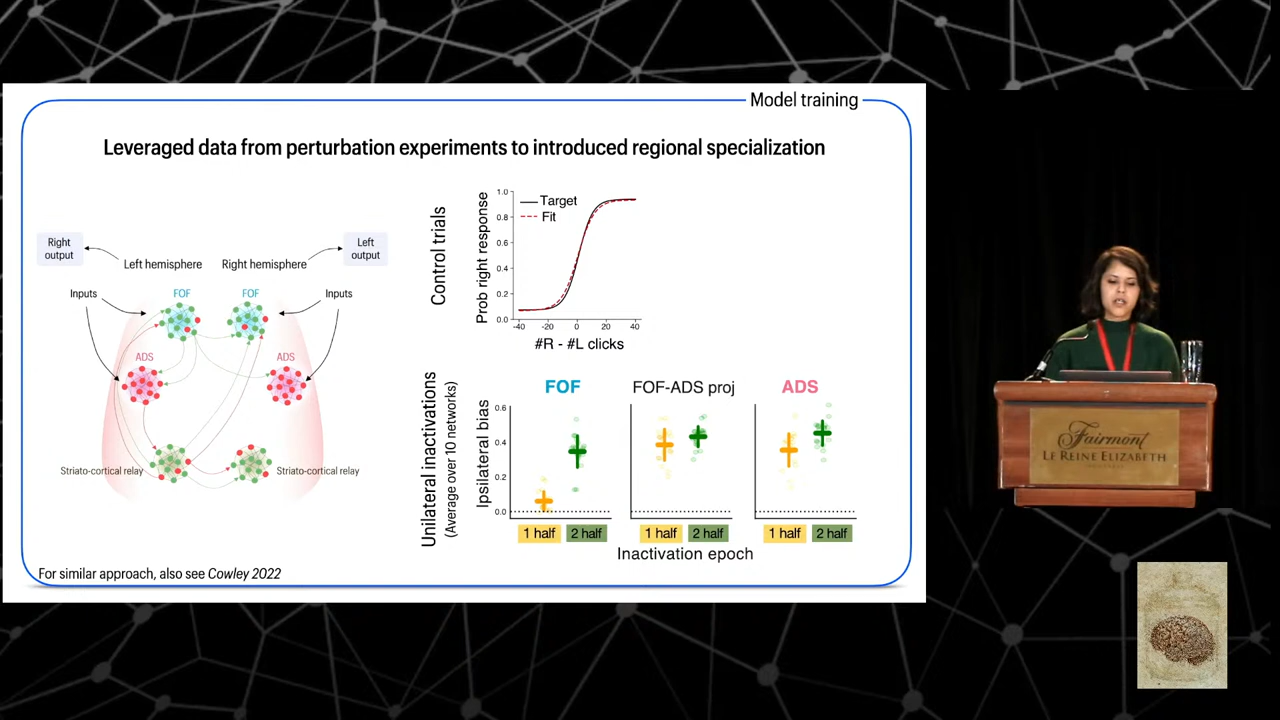 Model training
Leveraged data from perturbation experiments to introduced regional specialization
Right
output
Left hemisphere
Right hemisphere
Left
output
Inputs
FOF
FOF
Inputs
ADS
ADS
Striato-cortical relay
Striato-cortical relay
For similar approach, also see Cowley 2022
Control trials
Prob right response
1.0
0.8
0.6
0.4
0.2
0.0
Target
Fit
-40
-20
0
20
40
#R - #L clicks
Unilateral inactivations
(Average over 10 networks)
Ipsilateral bias
0.6
0.4
0.2
0.0
FOF
FOF-ADS proj
ADS
1 half
2 half
1 half
2 half
1 half
2 half
Inactivation epoch
Fairmont
LE REINE ELIZABETH